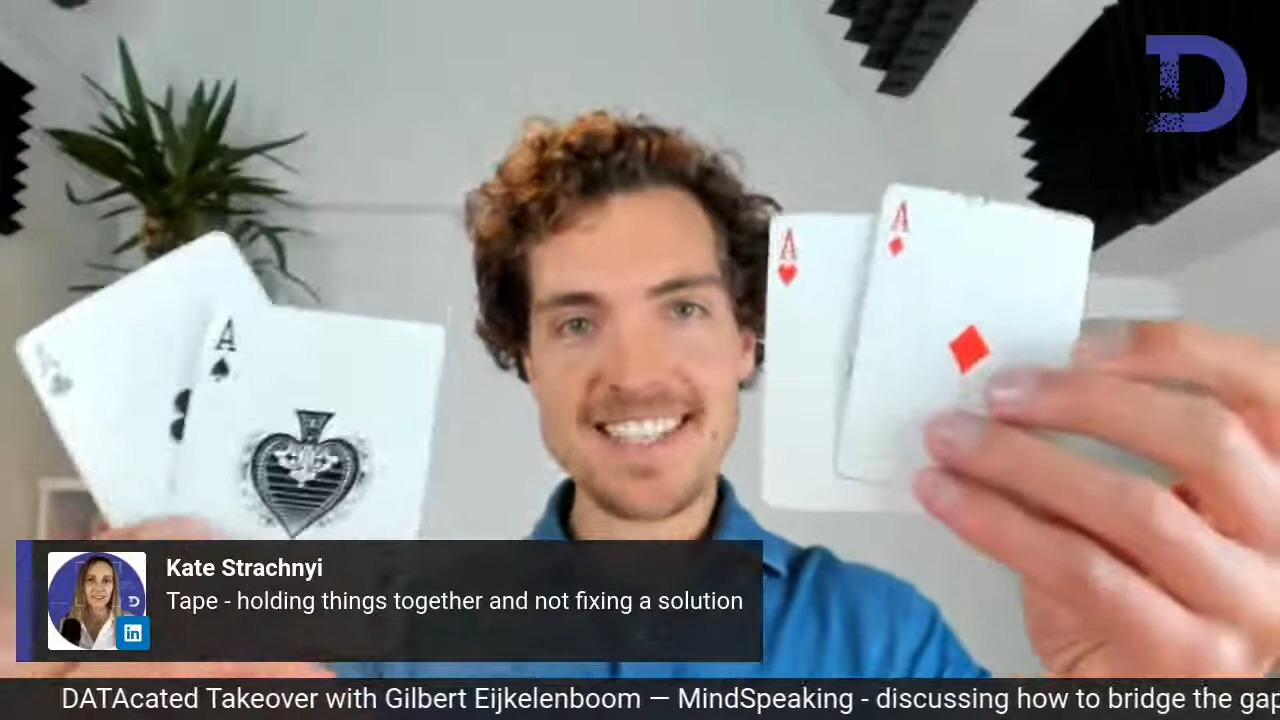 A
A
A
A
D
Kate Strachnyi
Tape - holding things together and not fixing a solution
in
DATAcated Takeover with Gilbert Eijkelenboom — MindSpeaking - discussing how to bridge the gap